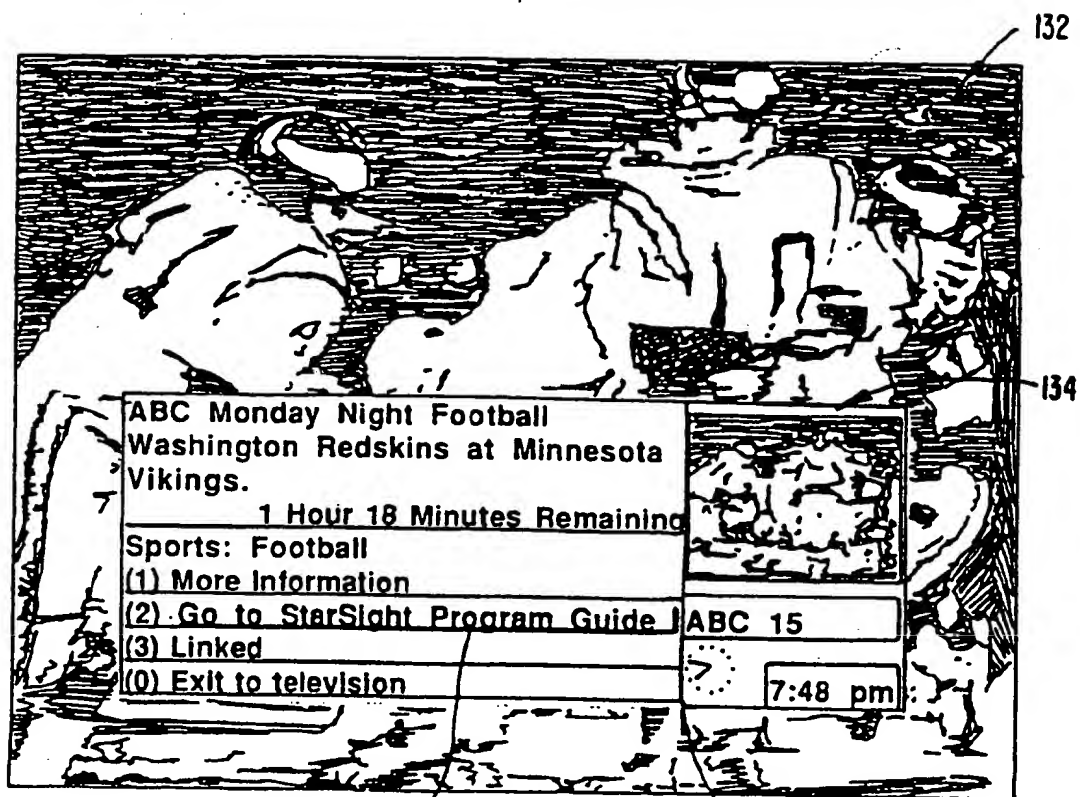 132
134
ABC Monday Night Football
Washington Redskins at Minnesota
Vikings.
1 Hour 18 Minutes Remaining
Sports: Football
(1) More Information
(2) Go to StarSight Program Guide
ABC 15
(3) Linked
(0) Exit to television
7:48 pm